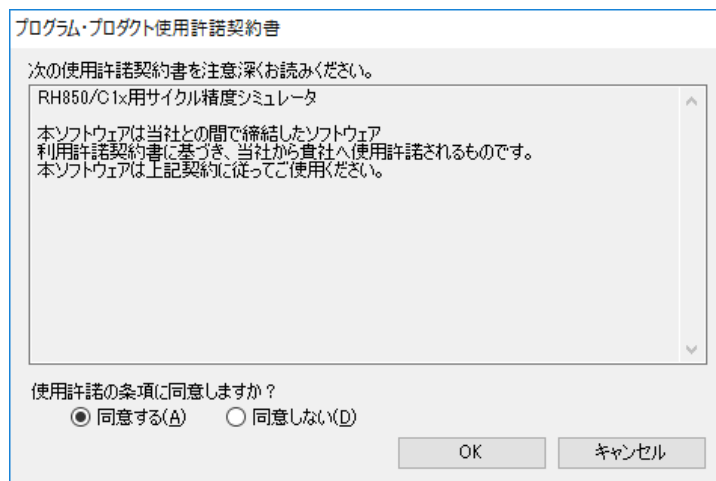 プログラム・プロダクト使用許諾契約書
次の使用許諾契約書を注意深くお読みください。
RH850/C1x用サイクル精度シミュレータ
本ソフトウェアは当社との間で締結したソフトウェア
利用許諾契約書に基づき、当社から貴社へ使用許諾されるものです。
本ソフトウェアは上記契約に従ってご使用ください。
使用許諾の条項に同意しますか？
同意する(A) 同意しない(D)
OK キャンセル